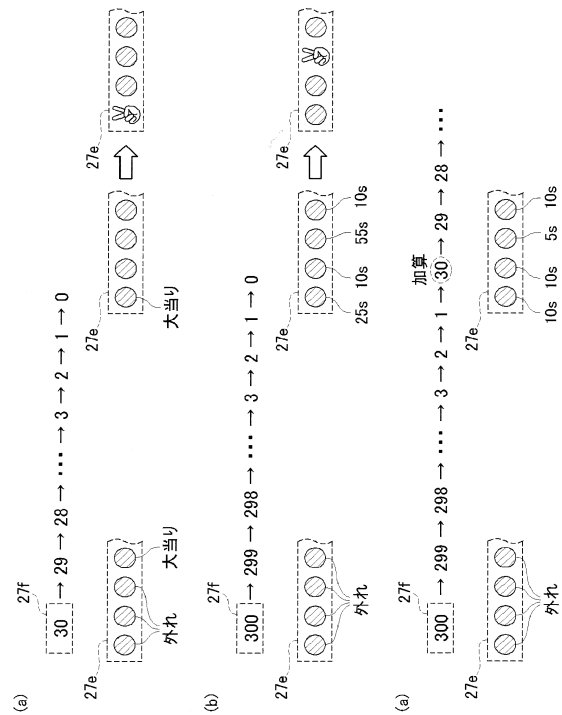 (a)
27f
30 → 29 → 28 → ••• → 3 → 2 → 1 → 0
27e
外れ
大当り
27e
大当り
27e
(b)
27f
300 → 299 → 298 → ••• → 3 → 2 → 1 → 0
27e
外れ
27e
25s
10s
55s
10s
27e
(a)
27f
加算
300 → 299 → 298 → ••• → 3 → 2 → 1 → 30 → 29 → 28 → •••
27e
外れ
27e
10s
10s
5s
10s